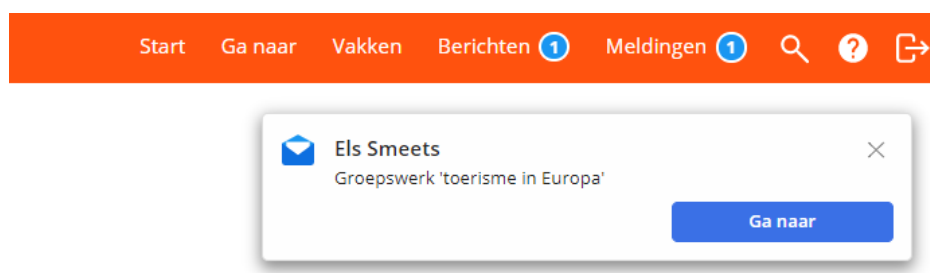 Start Ga naar Vakken Berichten 1 Meldingen 1 ?
Els Smeets
Groepswerk 'toerisme in Europa'
Ga naar